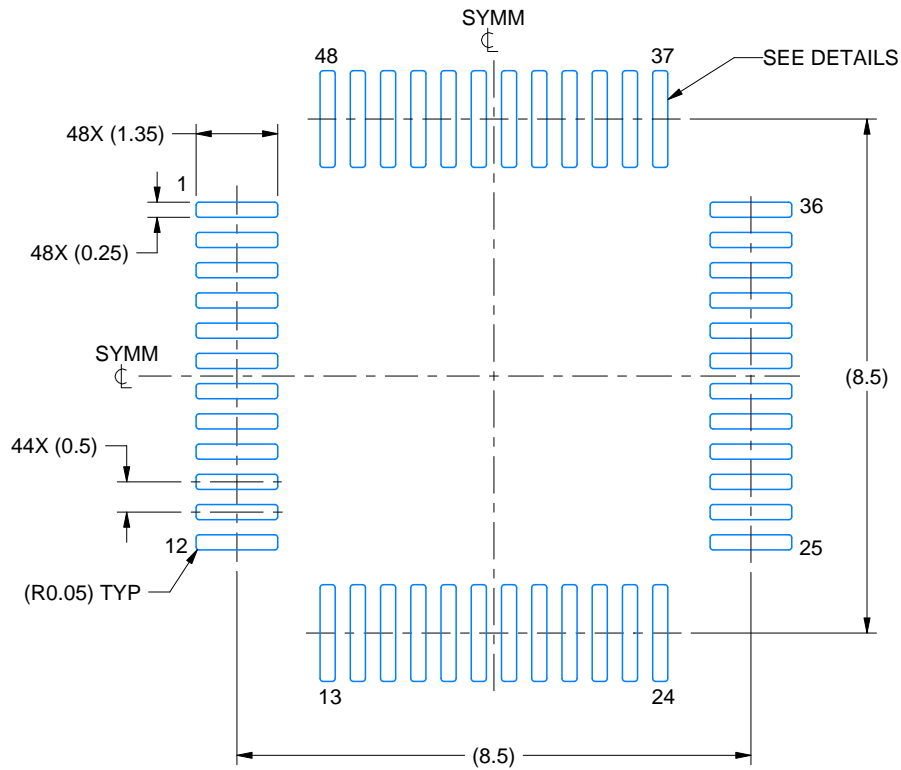 SYMM
℄
48
37
SEE DETAILS
48X (1.35)
1
36
48X (0.25)
SYMM
℄
(8.5)
44X (0.5)
12
25
(R0.05) TYP
13
24
(8.5)